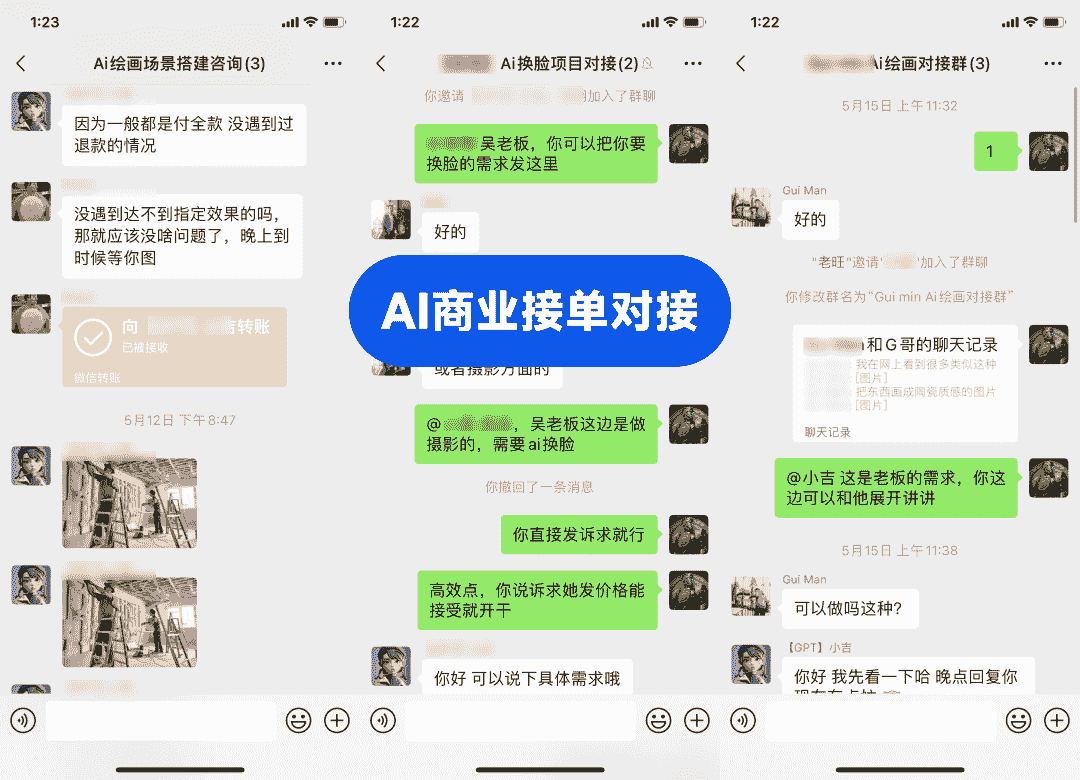 1:23
Ai绘画场景搭建咨询(3)
因为一般都是付全款 没遇到过
退款的情况
没遇到达不到指定效果的吗，
那就应该没啥问题了，晚上到
时候等你图
向
转账
已被接收
微信转账
5月12日 下午8:47
1:22
Ai换脸项目对接(2)
你邀请
加入了群聊
吴老板，你可以把你要
换脸的需求发这里
好的
AI商业接单对接
或者摄影方面的
@
，吴老板这边是做
摄影的，需要ai换脸
你撤回了一条消息
你直接发诉求就行
高效点，你说诉求她发价格能
接受就开干
你好 可以说下具体需求哦
1:22
Ai绘画对接群(3)
5月15日 上午11:32
1
Gui Man
好的
"老旺"邀请"
"加入了群聊
你修改群名为“Gui min Ai绘画对接群”
和G哥的聊天记录
我在网上看到很多类似这种
[图片]
把东西画成陶瓷质感的图片
[图片]
聊天记录
@小吉 这是老板的需求，你这
边可以和他展开讲讲
5月15日 上午11:38
Gui Man
可以做吗这种?
【GPT】小吉
你好 我先看一下哈 晚点回复你